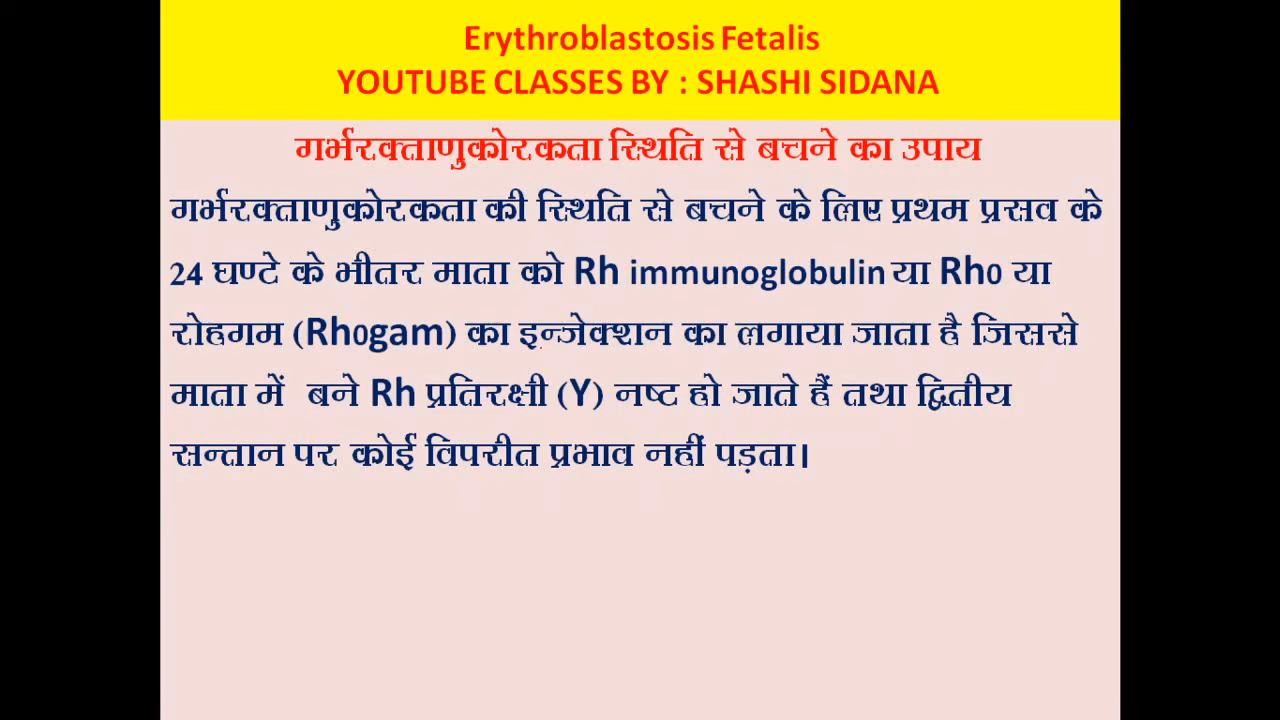 Erythroblastosis Fetalis
YOUTUBE CLASSES BY : SHASHI SIDANA
गर्भरक्ताणुकोरकता स्थिति से बचने का उपाय
गर्भरक्ताणुकोरकता की स्थिति से बचने के लिए प्रथम प्रसव के
24 घण्टे के भीतर माता को Rh immunoglobulin या Rh0 या
रोहगम (Rh0gam) का इन्जेक्शन का लगाया जाता है जिससे
माता में बने Rh प्रतिरक्षी (Y) नष्ट हो जाते हैं तथा द्वितीय
सन्तान पर कोई विपरीत प्रभाव नहीं पड़ता।